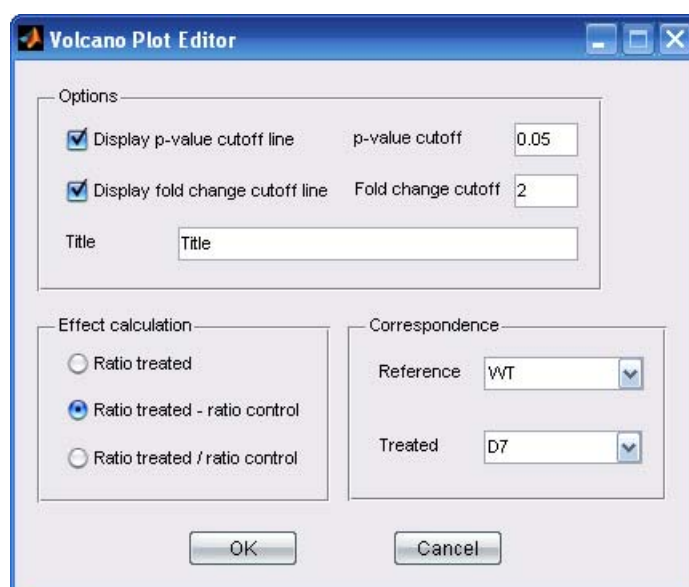 Volcano Plot Editor
Options
Display p-value cutoff line
p-value cutoff
0.05
Display fold change cutoff line
Fold change cutoff
2
Title
Title
Effect calculation
Ratio treated
Ratio treated - ratio control
Ratio treated / ratio control
Correspondence
Reference
WT
Treated
D7
OK
Cancel